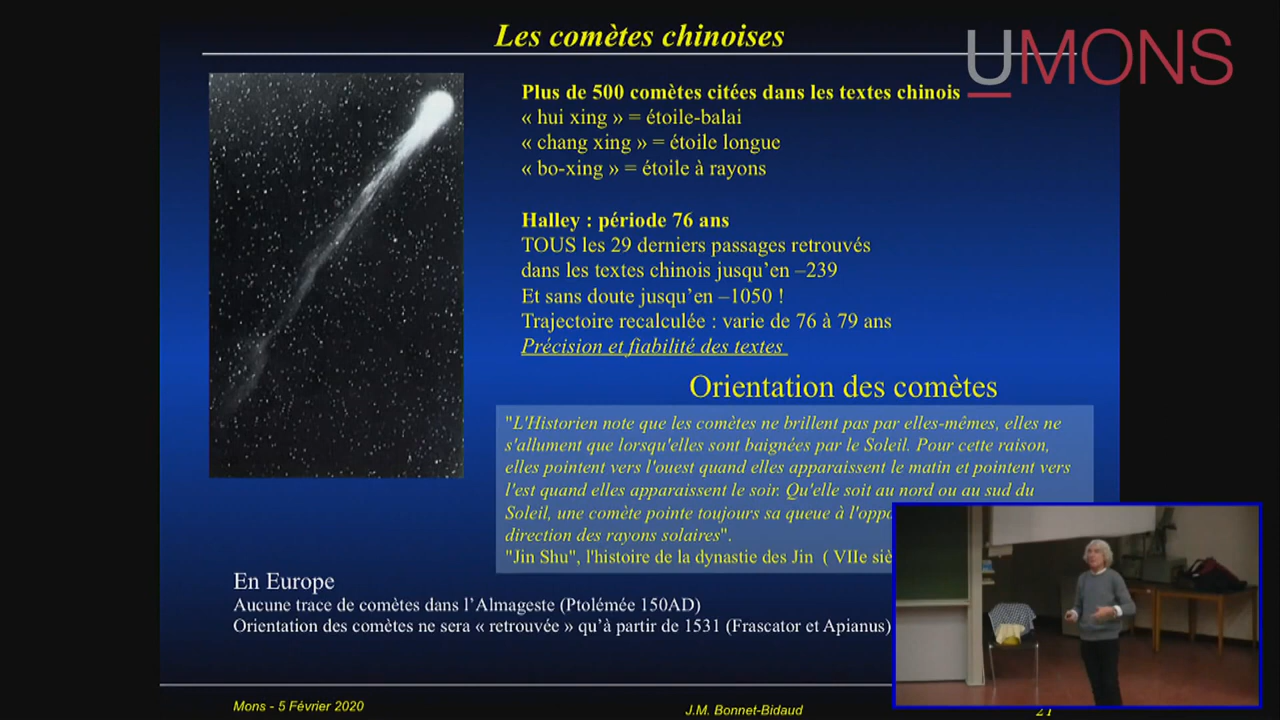 Les comètes chinoises
UMONS
Plus de 500 comètes citées dans les textes chinois
« hui xing » = étoile-balai
« chang xing » = étoile longue
« bo-xing » = étoile à rayons
Halley : période 76 ans
TOUS les 29 derniers passages retrouvés
dans les textes chinois jusqu'en –239
Et sans doute jusqu'en –1050 !
Trajectoire recalculée : varie de 76 à 79 ans
Précision et fiabilité des textes
Orientation des comètes
"L'Historien note que les comètes ne brillent pas par elles-mêmes, elles ne
s'allument que lorsqu'elles sont baignées par le Soleil. Pour cette raison,
elles pointent vers l'ouest quand elles apparaissent le matin et pointent vers
l'est quand elles apparaissent le soir. Qu'elle soit au nord ou au sud du
Soleil, une comète pointe toujours sa queue à
direction des rayons solaires".
"Jin Shu", l'histoire de la dynastie des Jin ( VIIe
En Europe
Aucune trace de comètes dans l'Almageste (Ptolémée 150AD)
Orientation des comètes ne sera « retrouvée » qu'à partir de 1531 (Frascator et Apianus)
Mons - 5 Février 2020
J.M. Bonnet-Bidaud